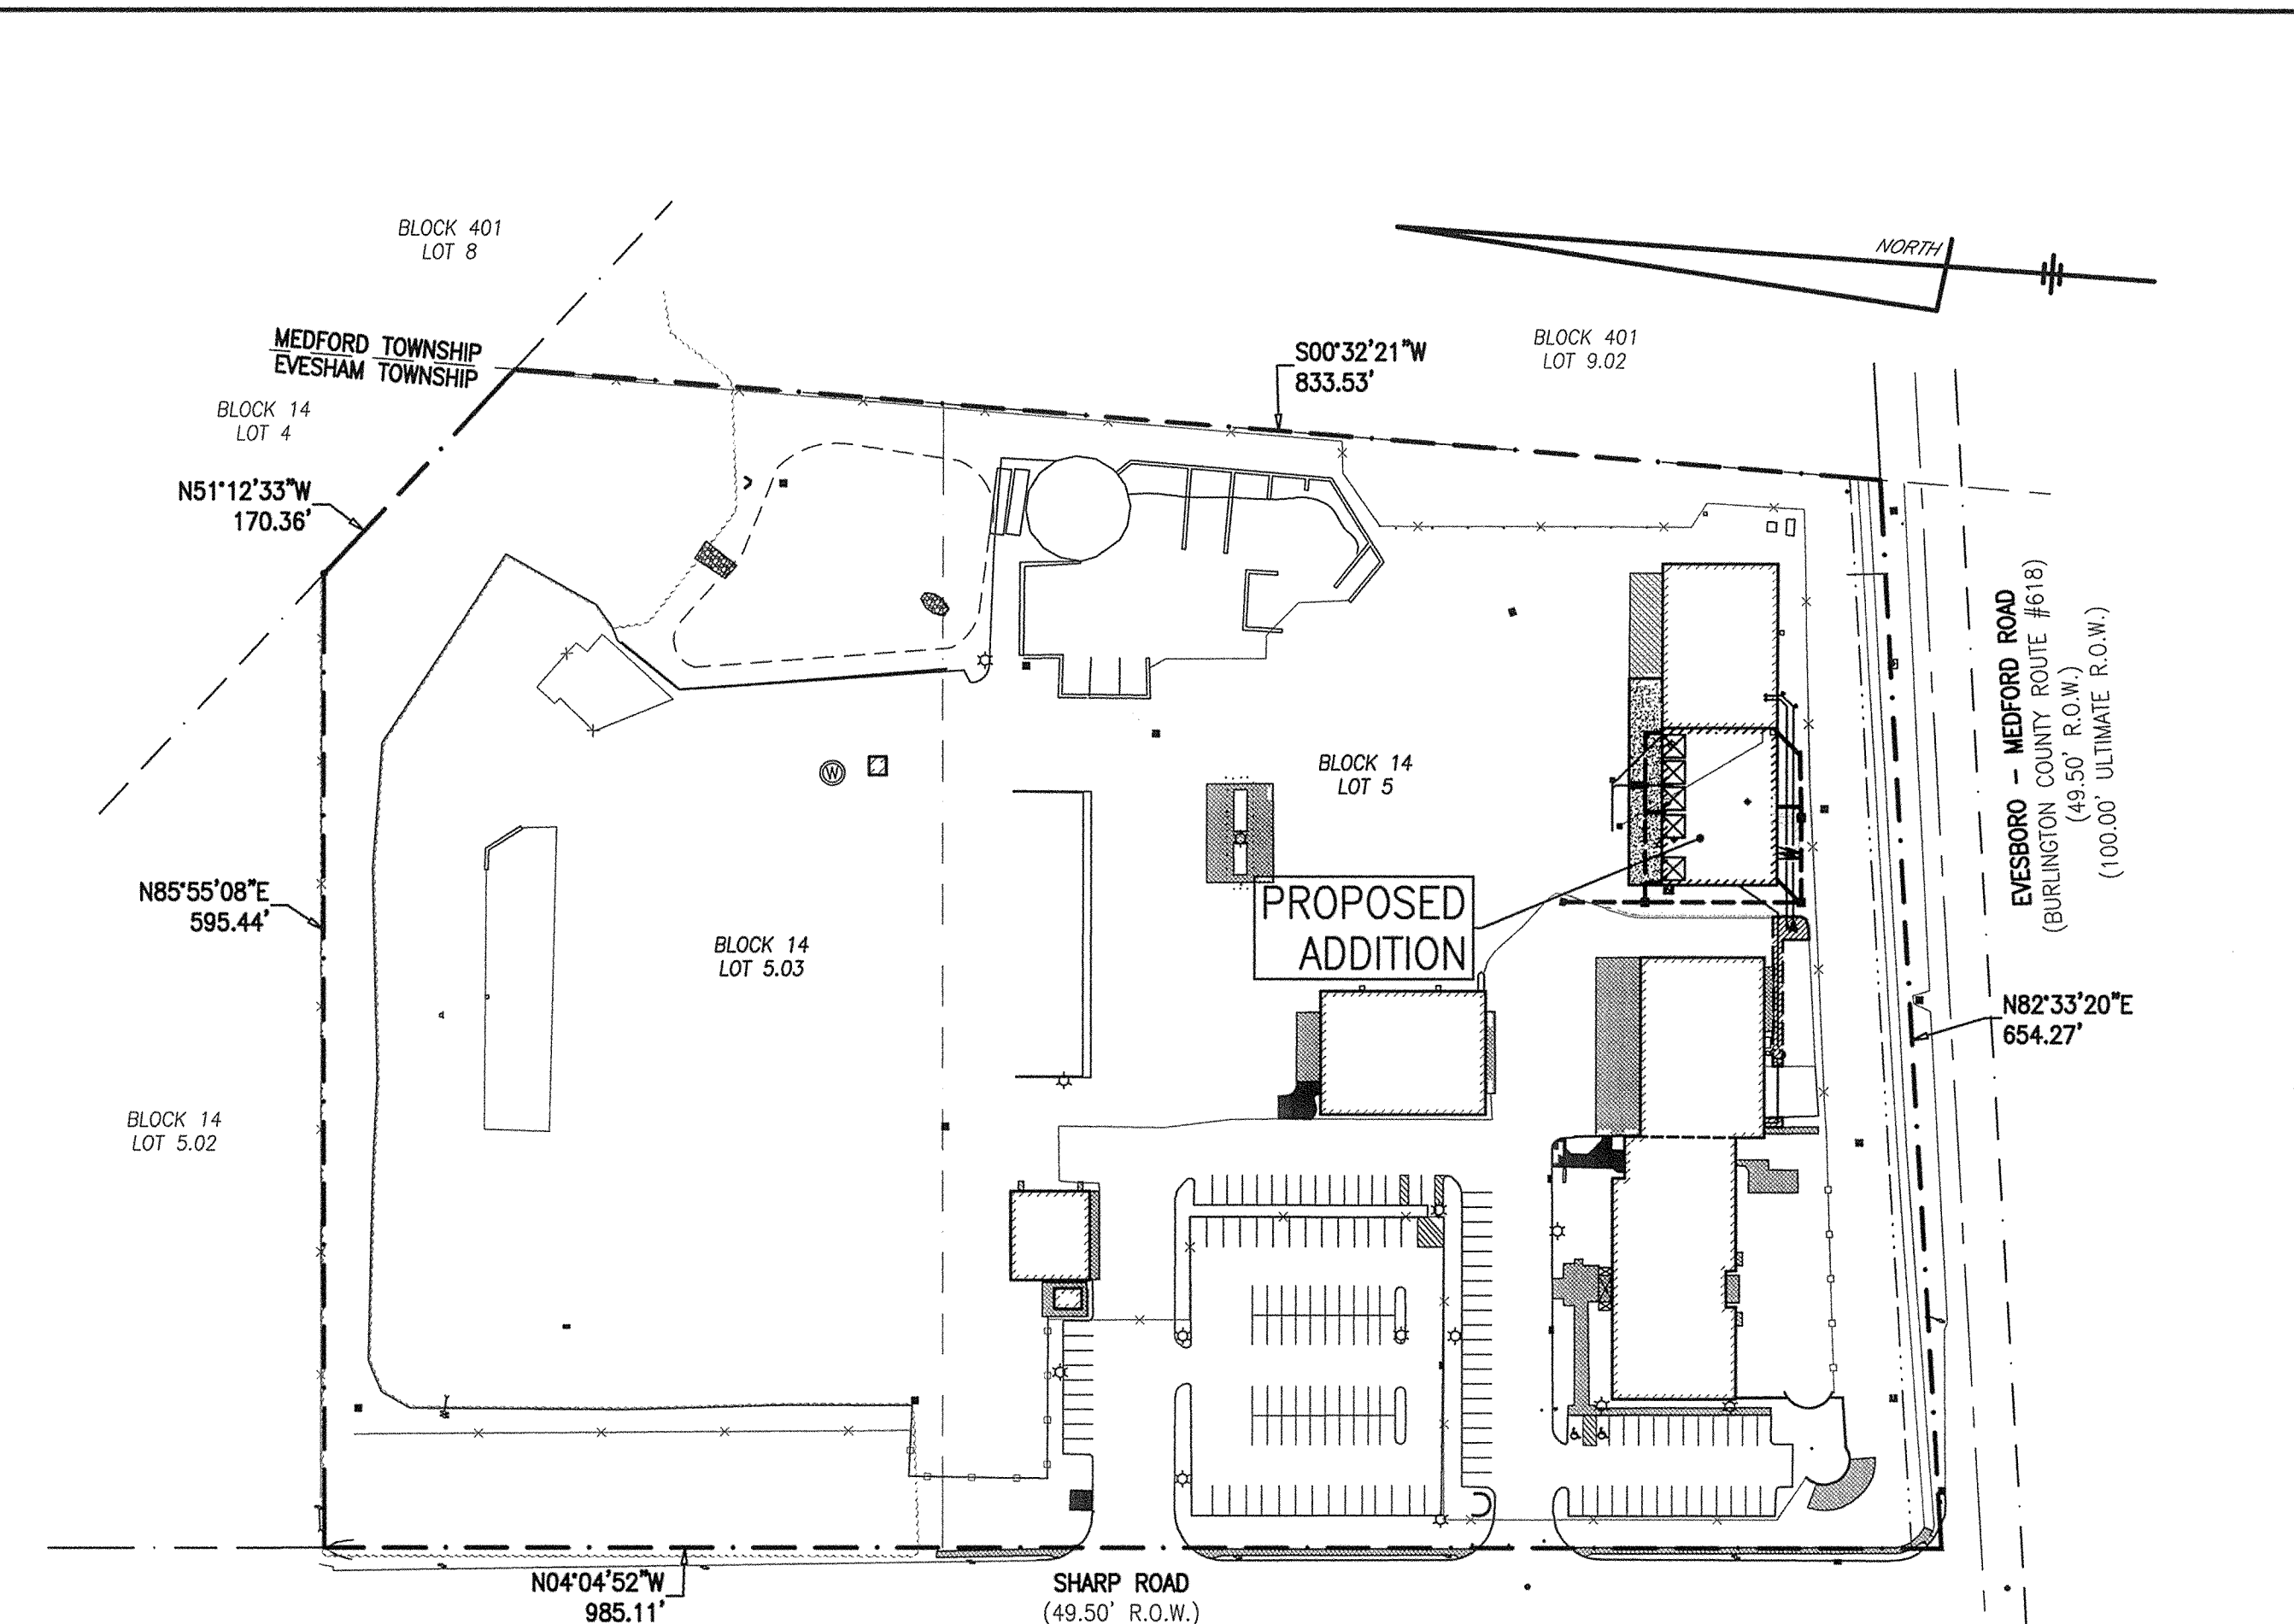 BLOCK 401
LOT 8
NORTH
MEDFORD TOWNSHIP
EVESHAM TOWNSHIP
S00°32'21"W
833.53'
BLOCK 401
LOT 9.02
BLOCK 14
LOT 4
N51°12'33"W
170.36'
EVESBORO - MEDFORD ROAD
(BURLINGTON COUNTY ROUTE #618)
(49.50' R.O.W.)
(100.00' ULTIMATE R.O.W.)
BLOCK 14
LOT 5
W
N85°55'08"E
595.44'
BLOCK 14
LOT 5.03
PROPOSED
ADDITION
N82°33'20"E
654.27'
BLOCK 14
LOT 5.02
N04°04'52"W
985.11'
SHARP ROAD
(49.50' R.O.W.)